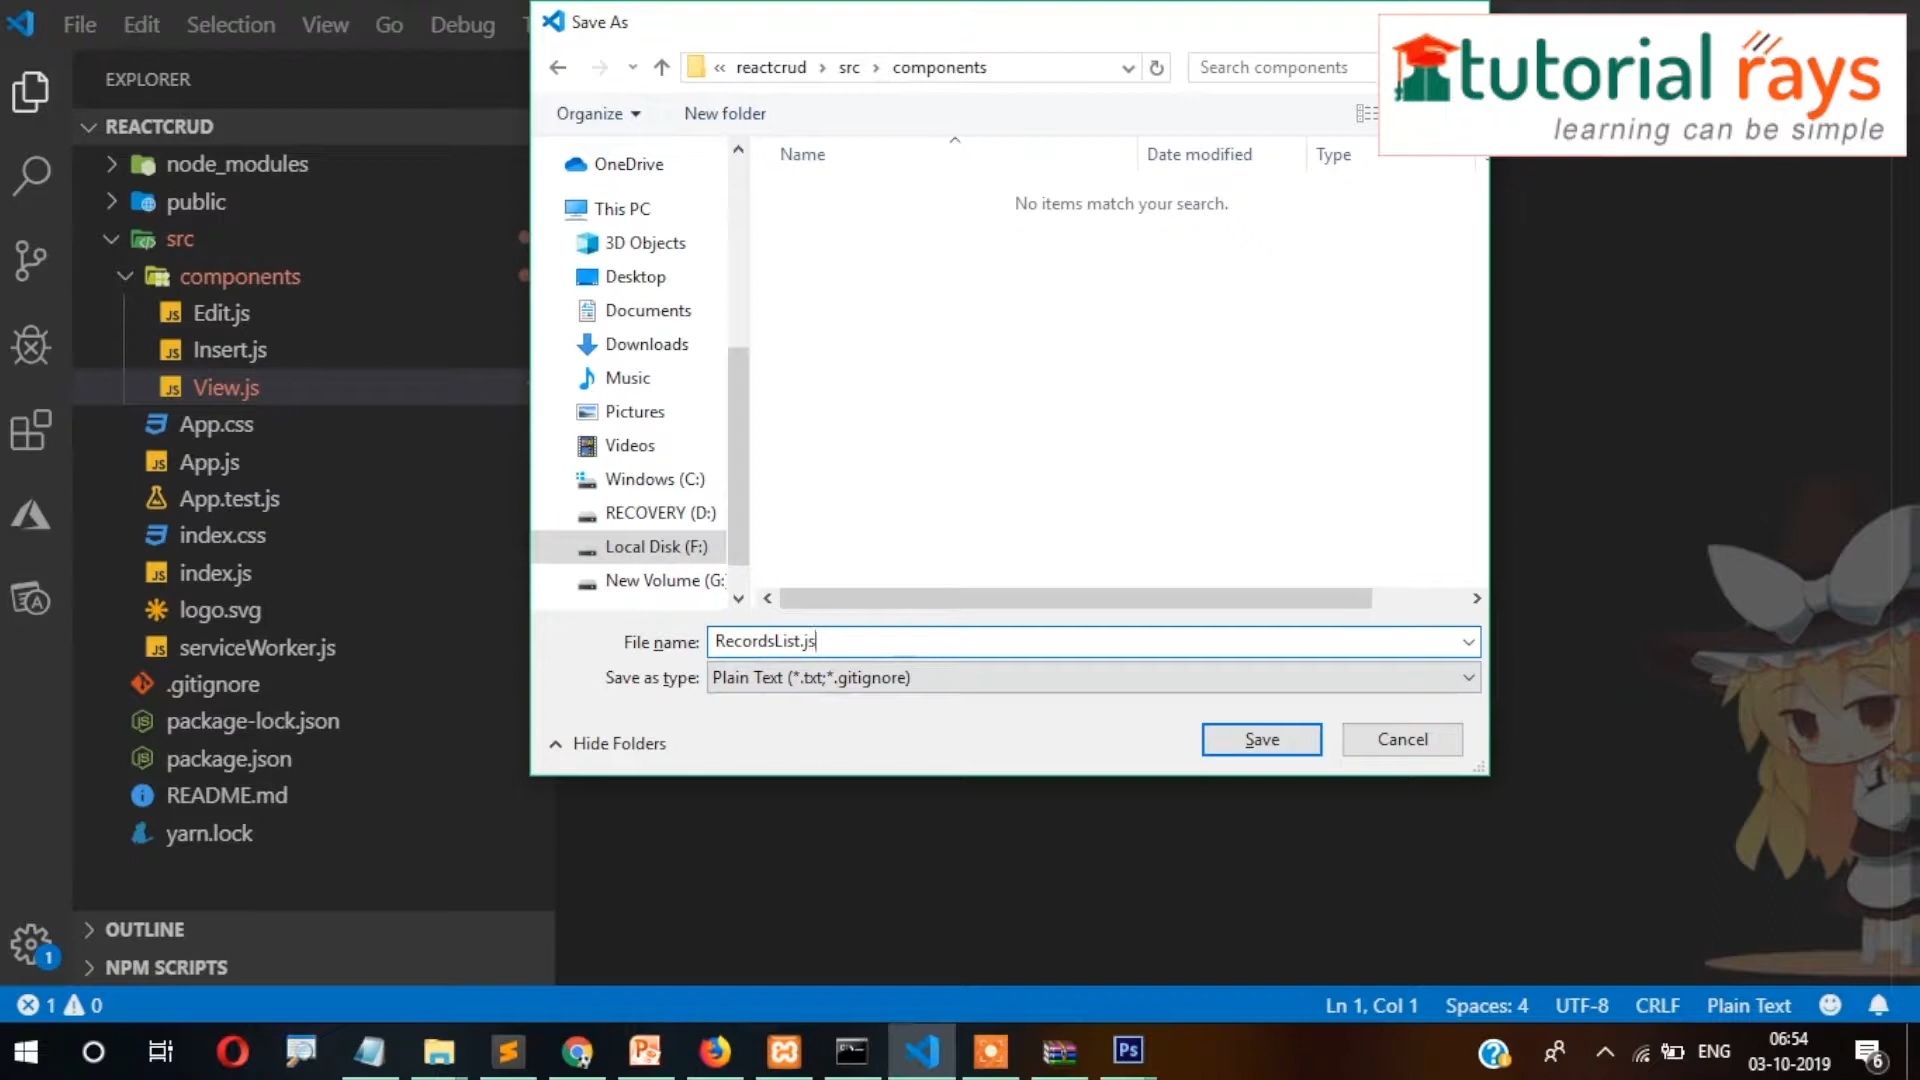 File Edit Selection View Go Debug
EXPLORER
REACTCRUD
node_modules
public
src
components
Edit.js
Insert.js
View.js
App.css
App.js
App.test.js
index.css
index.js
logo.svg
serviceWorker.js
.gitignore
package-lock.json
package.json
README.md
yarn.lock
OUTLINE
NPM SCRIPTS
1
Save As
« reactcrud › src › components
Search components
Organize
New folder
Name
Date modified
Type
No items match your search.
OneDrive
This PC
3D Objects
Desktop
Documents
Downloads
Music
Pictures
Videos
Windows (C:)
RECOVERY (D:)
Local Disk (F:)
New Volume (G:
File name: RecordsList.js
Save as type: Plain Text (*.txt;*.gitignore)
Hide Folders
Save
Cancel
tutorial rays
learning can be simple
1 0
Ln 1, Col 1 Spaces: 4 UTF-8 CRLF Plain Text
Ps
ENG
06:54
03-10-2019
6